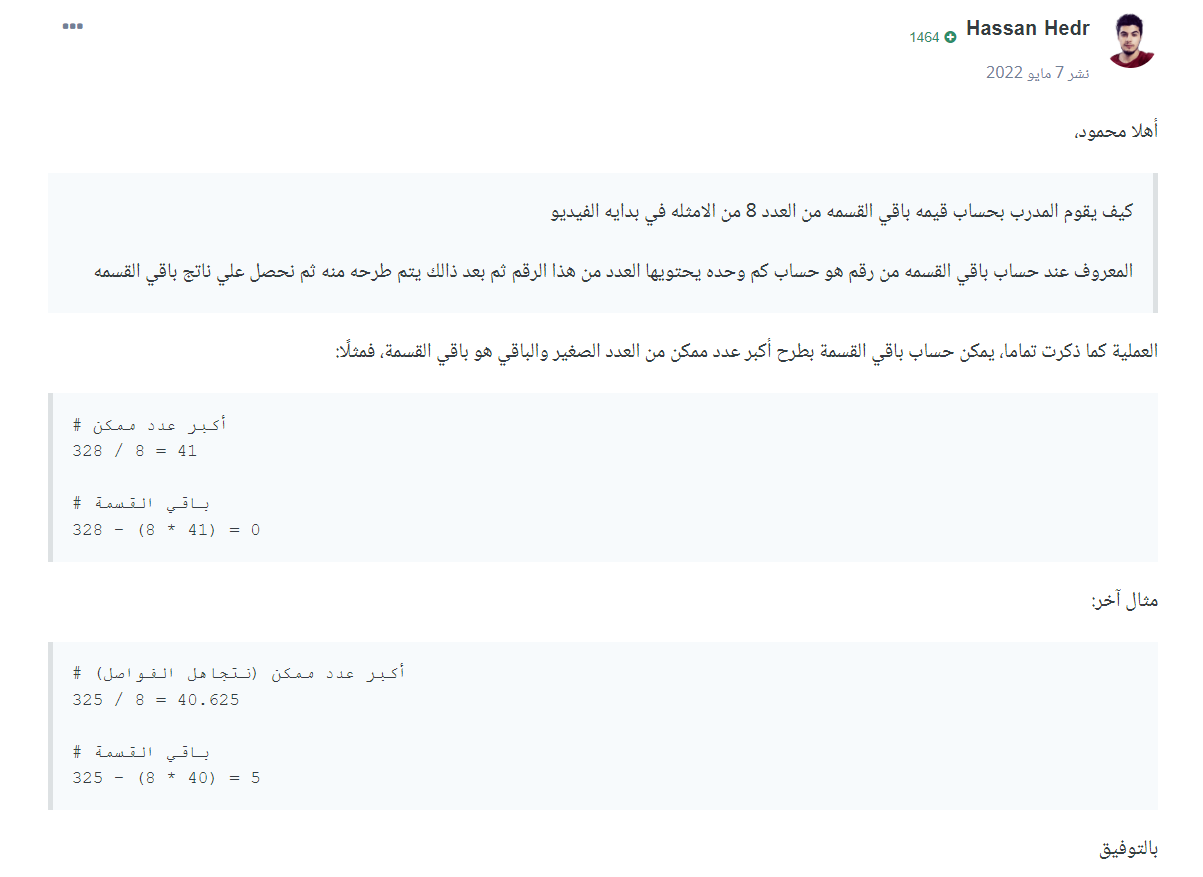 Hassan Hedr
1464
نشر 7 مايو 2022
أهلا محمود،
كيف يقوم المدرب بحساب قيمه باقي القسمه من العدد 8 من الامثله في بدايه الفيديو
المعروف عند حساب باقي القسمه من رقم هو حساب كم وحده يحتويها العدد من هذا الرقم ثم بعد ذالك يتم طرحه منه ثم نحصل علي ناتج باقي القسمه
العملية كما ذكرت تماما، يمكن حساب باقي القسمة بطرح أكبر عدد ممكن من العدد الصغير والباقي هو باقي القسمة، فمثلًا:
# أكبر عدد ممكن
328 / 8 = 41
# باقي القسمة
328 - (8 * 41) = 0
مثال آخر:
# أكبر عدد ممكن (نتجاهل الفواصل)
325 / 8 = 40.625
# باقي القسمة
325 - (8 * 40) = 5
بالتوفيق